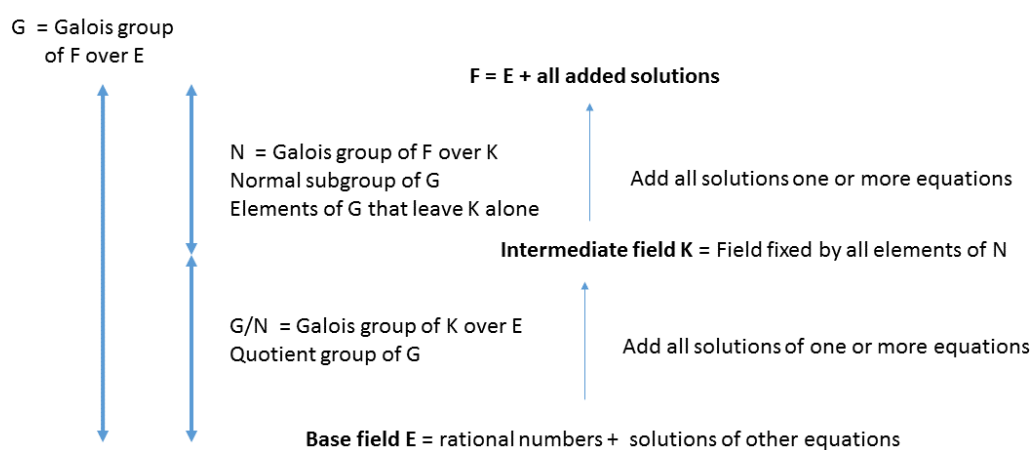 G = Galois group
of F over E
F = E + all added solutions
N = Galois group of F over K
Normal subgroup of G
Elements of G that leave K alone
Add all solutions one or more equations
Intermediate field K = Field fixed by all elements of N
G/N = Galois group of K over E
Quotient group of G
Add all solutions of one or more equations
Base field E = rational numbers + solutions of other equations